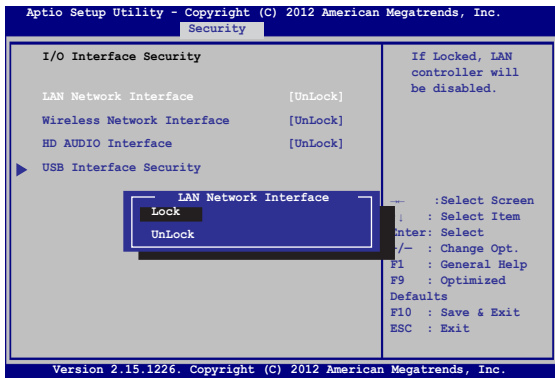 Aptio Setup Utility - Copyright (C) 2012 American Megatrends, Inc.
Security
I/O Interface Security
LAN Network Interface [UnLock]
Wireless Network Interface [UnLock]
HD AUDIO Interface [UnLock]
USB Interface Security
LAN Network Interface
Lock
UnLock
If Locked, LAN
controller will
be disabled.
→← :Select Screen
↓ : Select Item
Enter: Select
/— : Change Opt.
F1 : General Help
F9 : Optimized
Defaults
F10 : Save & Exit
ESC : Exit
Version 2.15.1226. Copyright (C) 2012 American Megatrends, Inc.